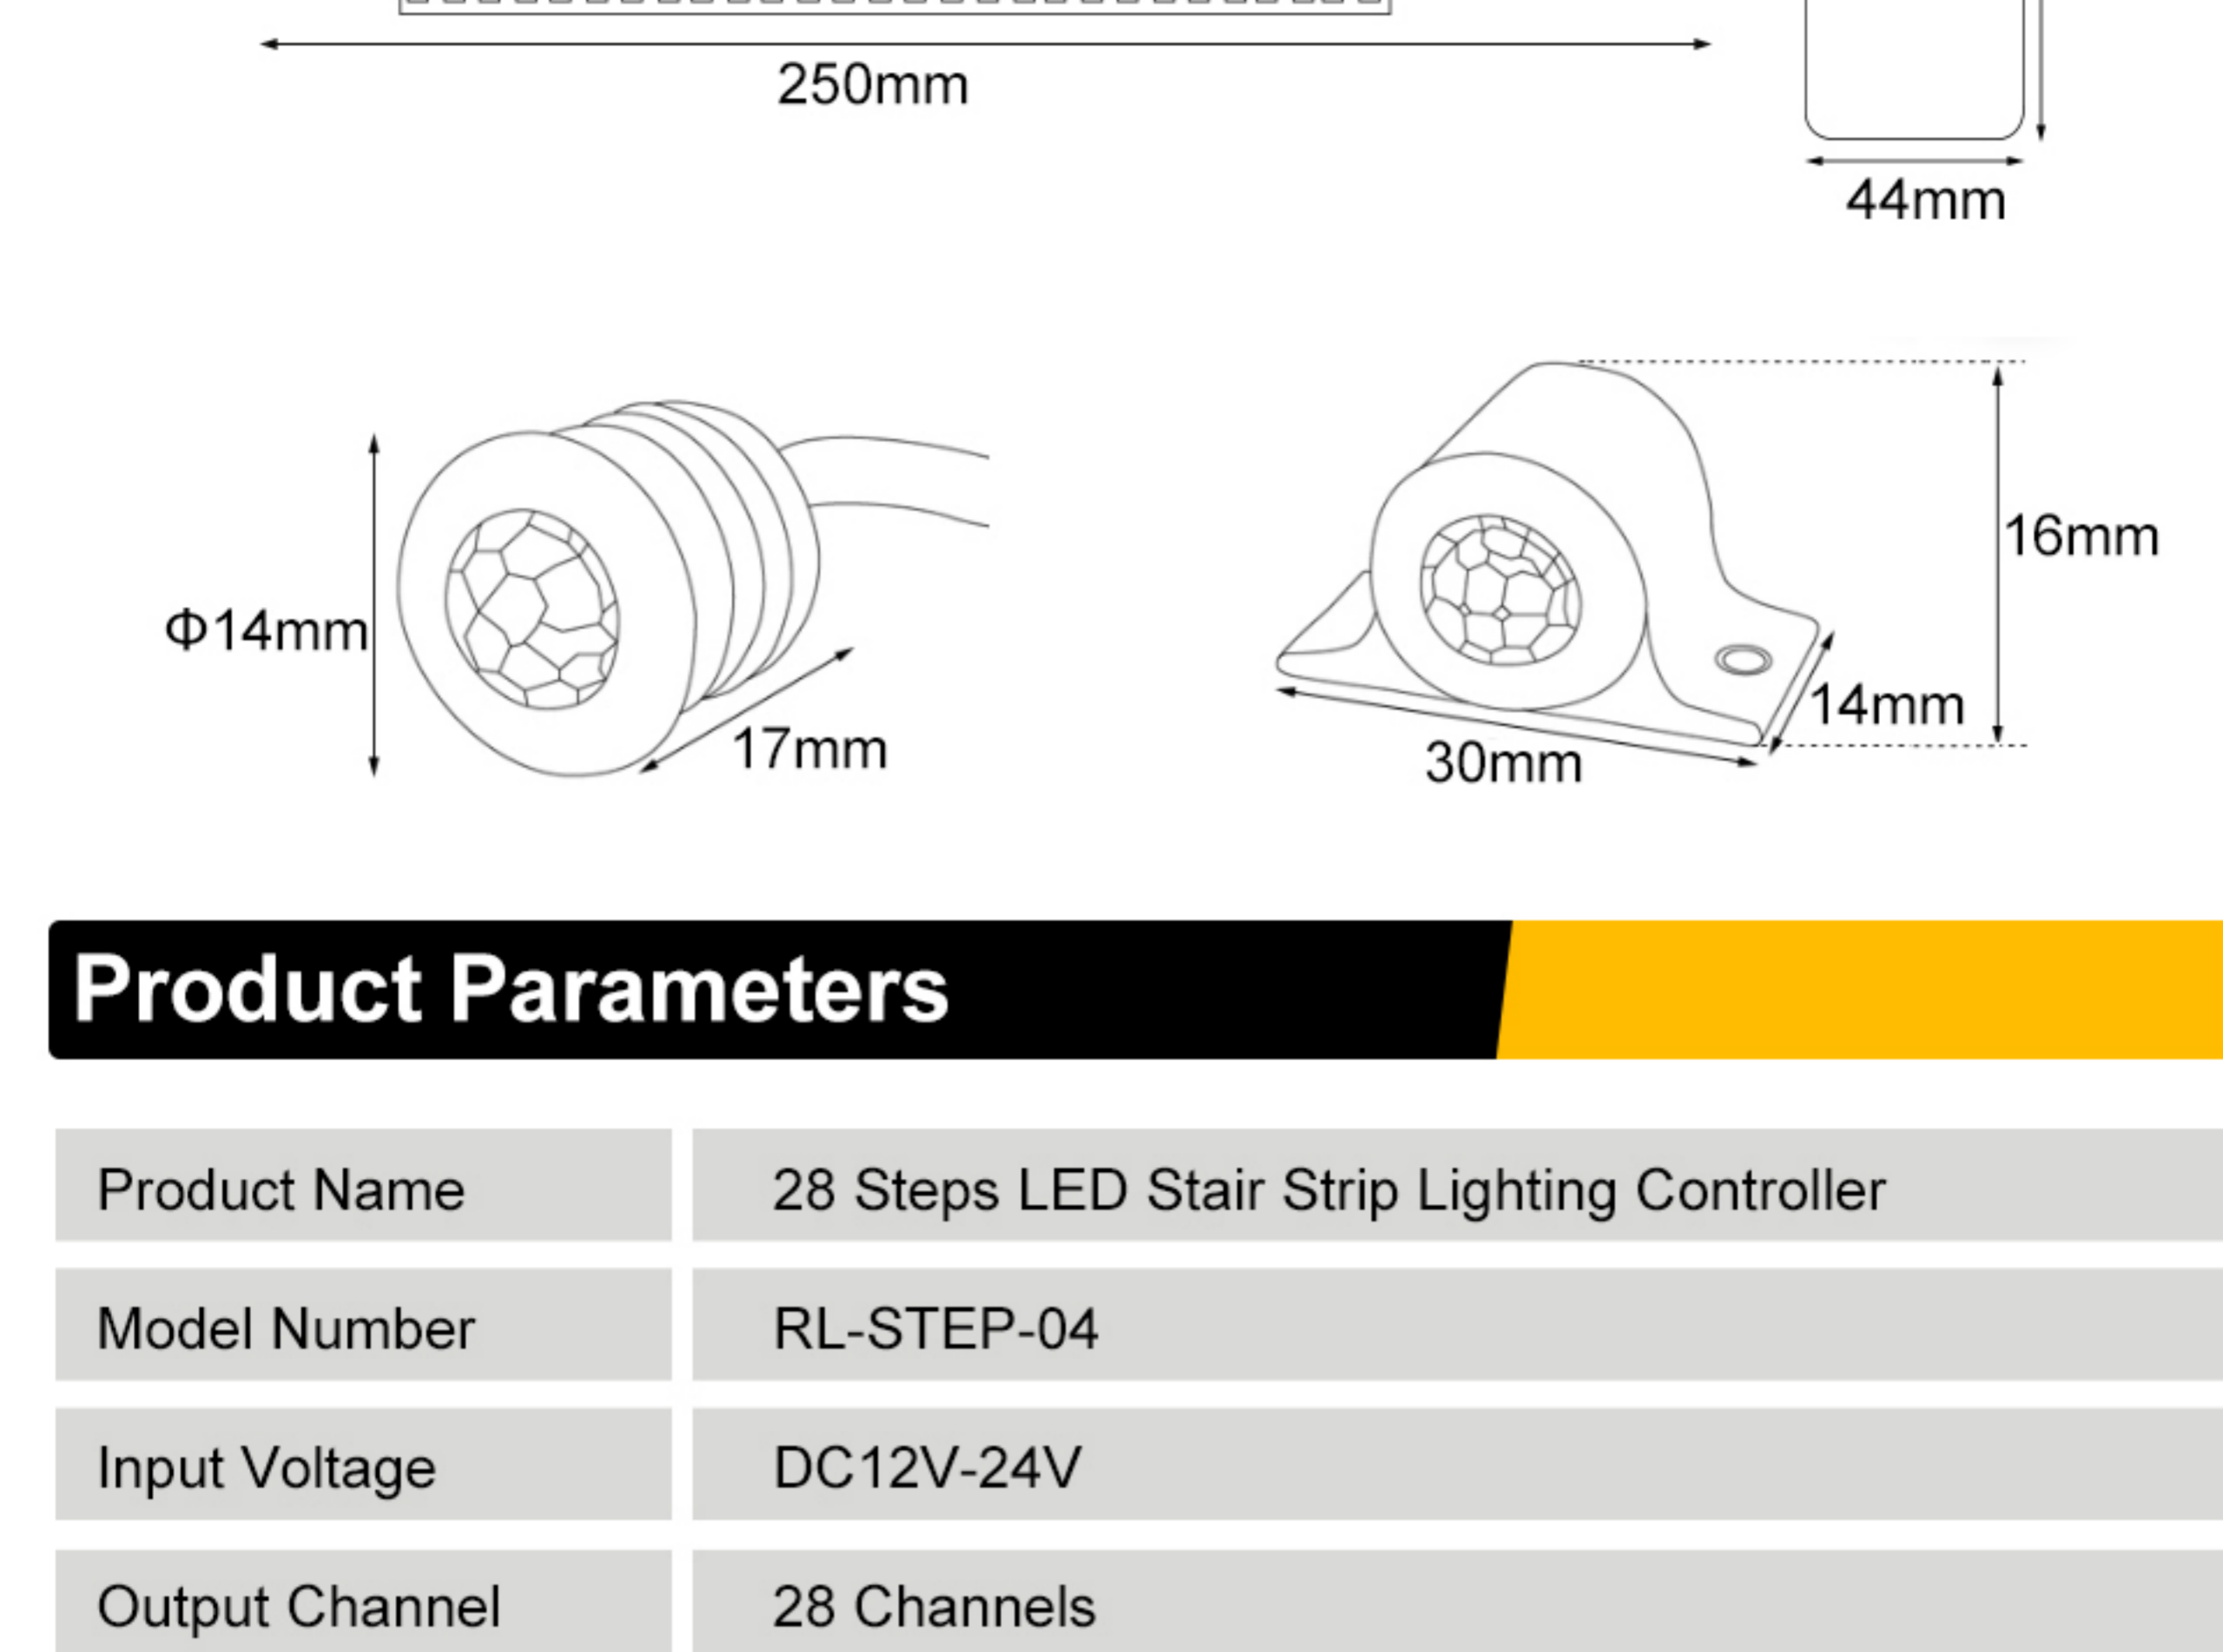 250mm
44mm
Φ14mm
17mm
16mm
14mm
30mm
Product Parameters
Product Name
28 Steps LED Stair Strip Lighting Controller
Model Number
RL-STEP-04
Input Voltage
DC12V-24V
Output Channel
28 Channels